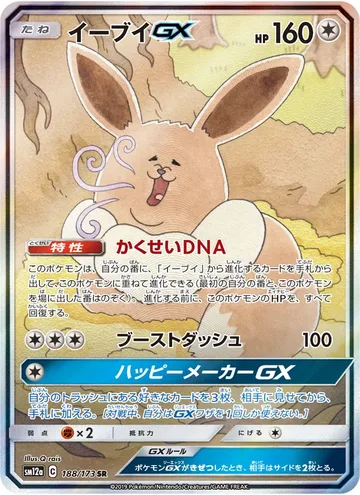 たね イーブイGX HP160
特性 かくせいDNA
このポケモンは、自分の番に、「イーブイ」から進化するカードを手札から
出して、このポケモンに重ねて進化できる(最初の自分の番と、このポケモン
を場に出した番はのぞく)。進化する前に、このポケモンのHPを、すべて
回復する。
ブーストダッシュ 100
ハッピーメーカーGX
自分のトラッシュにある好きなカードを3枚、相手に見せてから、
手札に加える。[対戦中、自分はGXワザを1回しか使えない。]
弱点 ×2 抵抗力 にげる
Illus. Q-rais
sm12a C 188/173 SR
GXルール
ポケモンGXがきぜつしたとき、相手はサイドを2枚とる。
©2019 Pokémon/Nintendo/Creatures/GAME FREAK